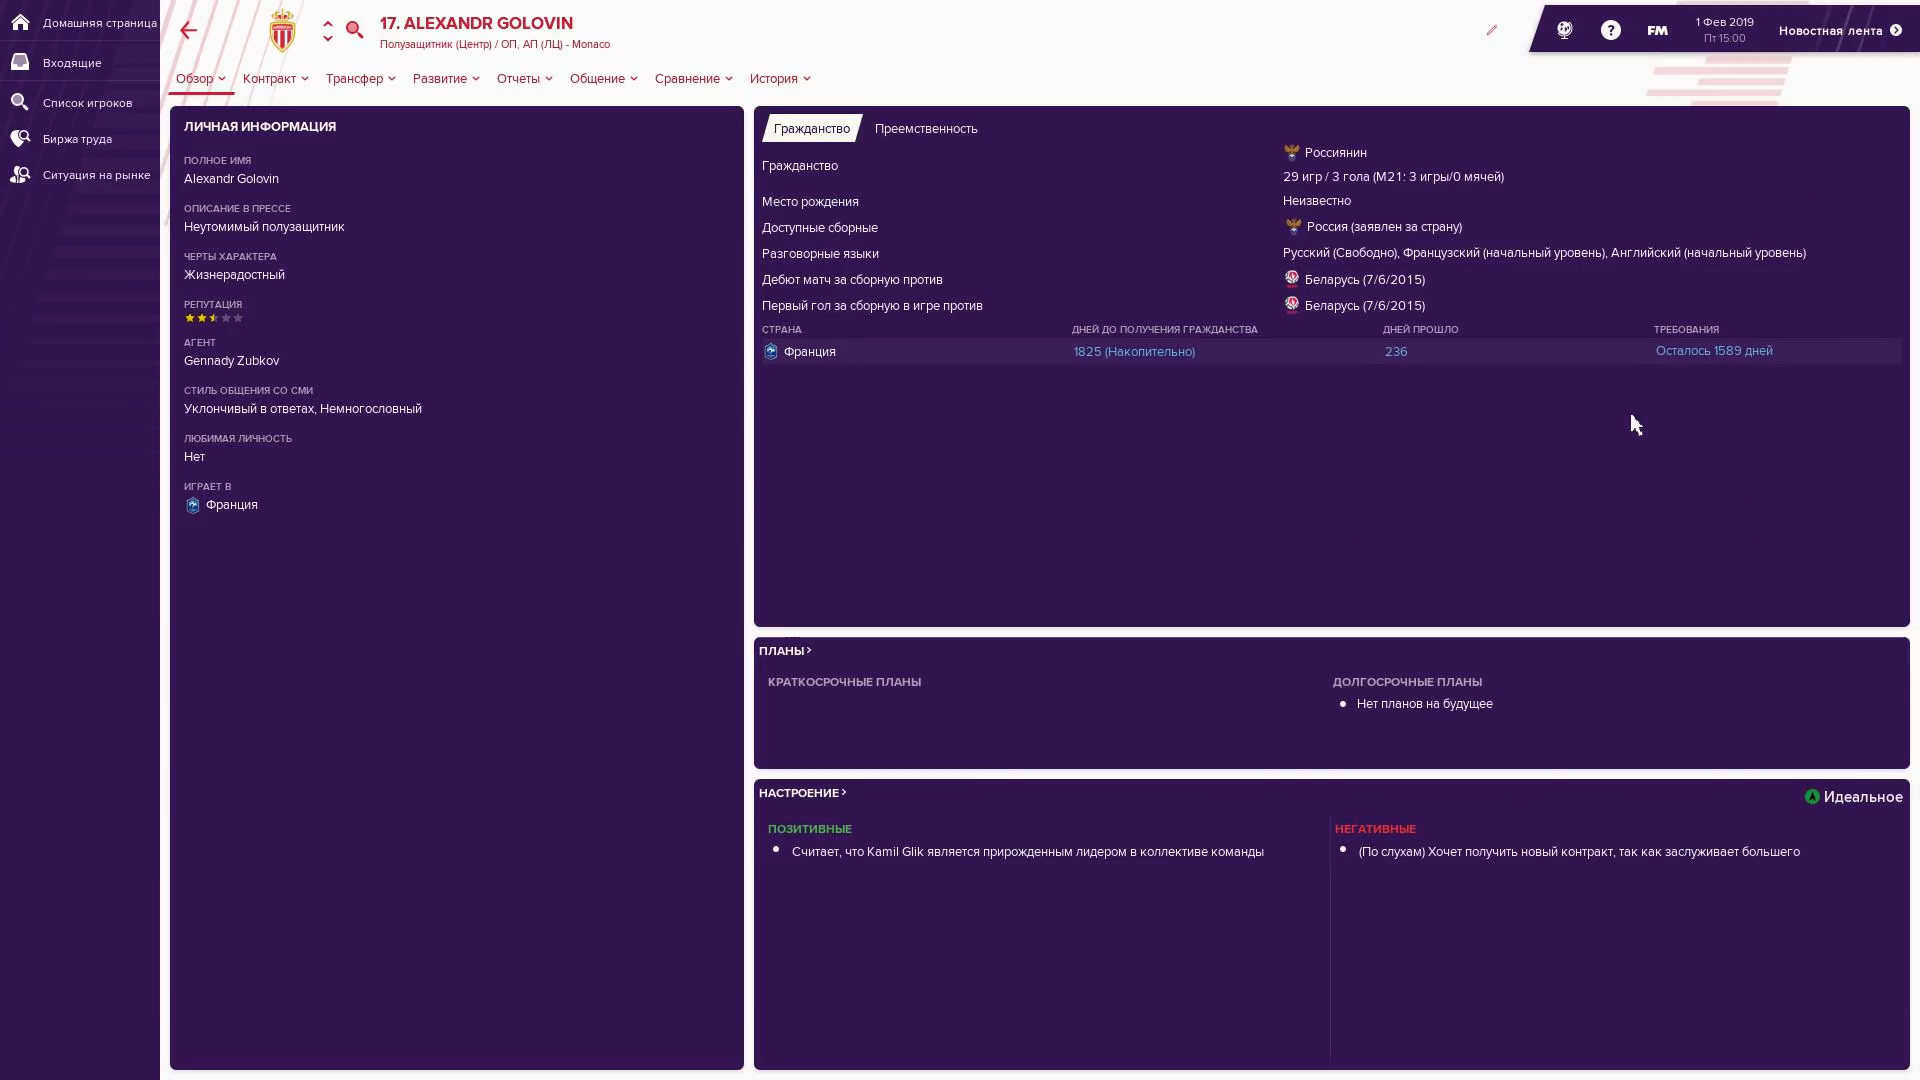 Домашняя страница
Входящие
Список игроков
Биржа труда
Ситуация на рынке
17. ALEXANDR GOLOVIN
Полузащитник (Центр) / ОП, АП (ЛЦ) - Monaco
?
FM
1 Фев 2019
Пт 15:00
Новостная лента
Обзор Контракт Трансфер Развитие Отчеты Общение Сравнение История
ЛИЧНАЯ ИНФОРМАЦИЯ
ПОЛНОЕ ИМЯ
Alexandr Golovin
ОПИСАНИЕ В ПРЕССЕ
Неутомимый полузащитник
ЧЕРТЫ ХАРАКТЕРА
Жизнерадостный
РЕПУТАЦИЯ
АГЕНТ
Gennady Zubkov
СТИЛЬ ОБЩЕНИЯ СО СМИ
Уклончивый в ответах, Немногословный
ЛЮБИМАЯ ЛИЧНОСТЬ
Нет
ИГРАЕТ В
Франция
Гражданство Преемственность
Гражданство
Россиянин
29 игр / 3 гола (М21: 3 игры/0 мячей)
Место рождения Неизвестно
Доступные сборные Россия (заявлен за страну)
Разговорные языки Русский (Свободно), Французский (начальный уровень), Английский (начальный уровень)
Дебют матч за сборную против Беларусь (7/6/2015)
Первый гол за сборную в игре против Беларусь (7/6/2015)
СТРАНА ДНЕЙ ДО ПОЛУЧЕНИЯ ГРАЖДАНСТВА ДНЕЙ ПРОШЛО ТРЕБОВАНИЯ
Франция 1825 (Накопительно) 236 Осталось 1589 дней
ПЛАНЫ >
КРАТКОСРОЧНЫЕ ПЛАНЫ
ДОЛГОСРОЧНЫЕ ПЛАНЫ
• Нет планов на будущее
НАСТРОЕНИЕ >
Идеальное
ПОЗИТИВНЫЕ
• Считает, что Kamil Glik является прирожденным лидером в коллективе команды
НЕГАТИВНЫЕ
• (По слухам) Хочет получить новый контракт, так как заслуживает большего